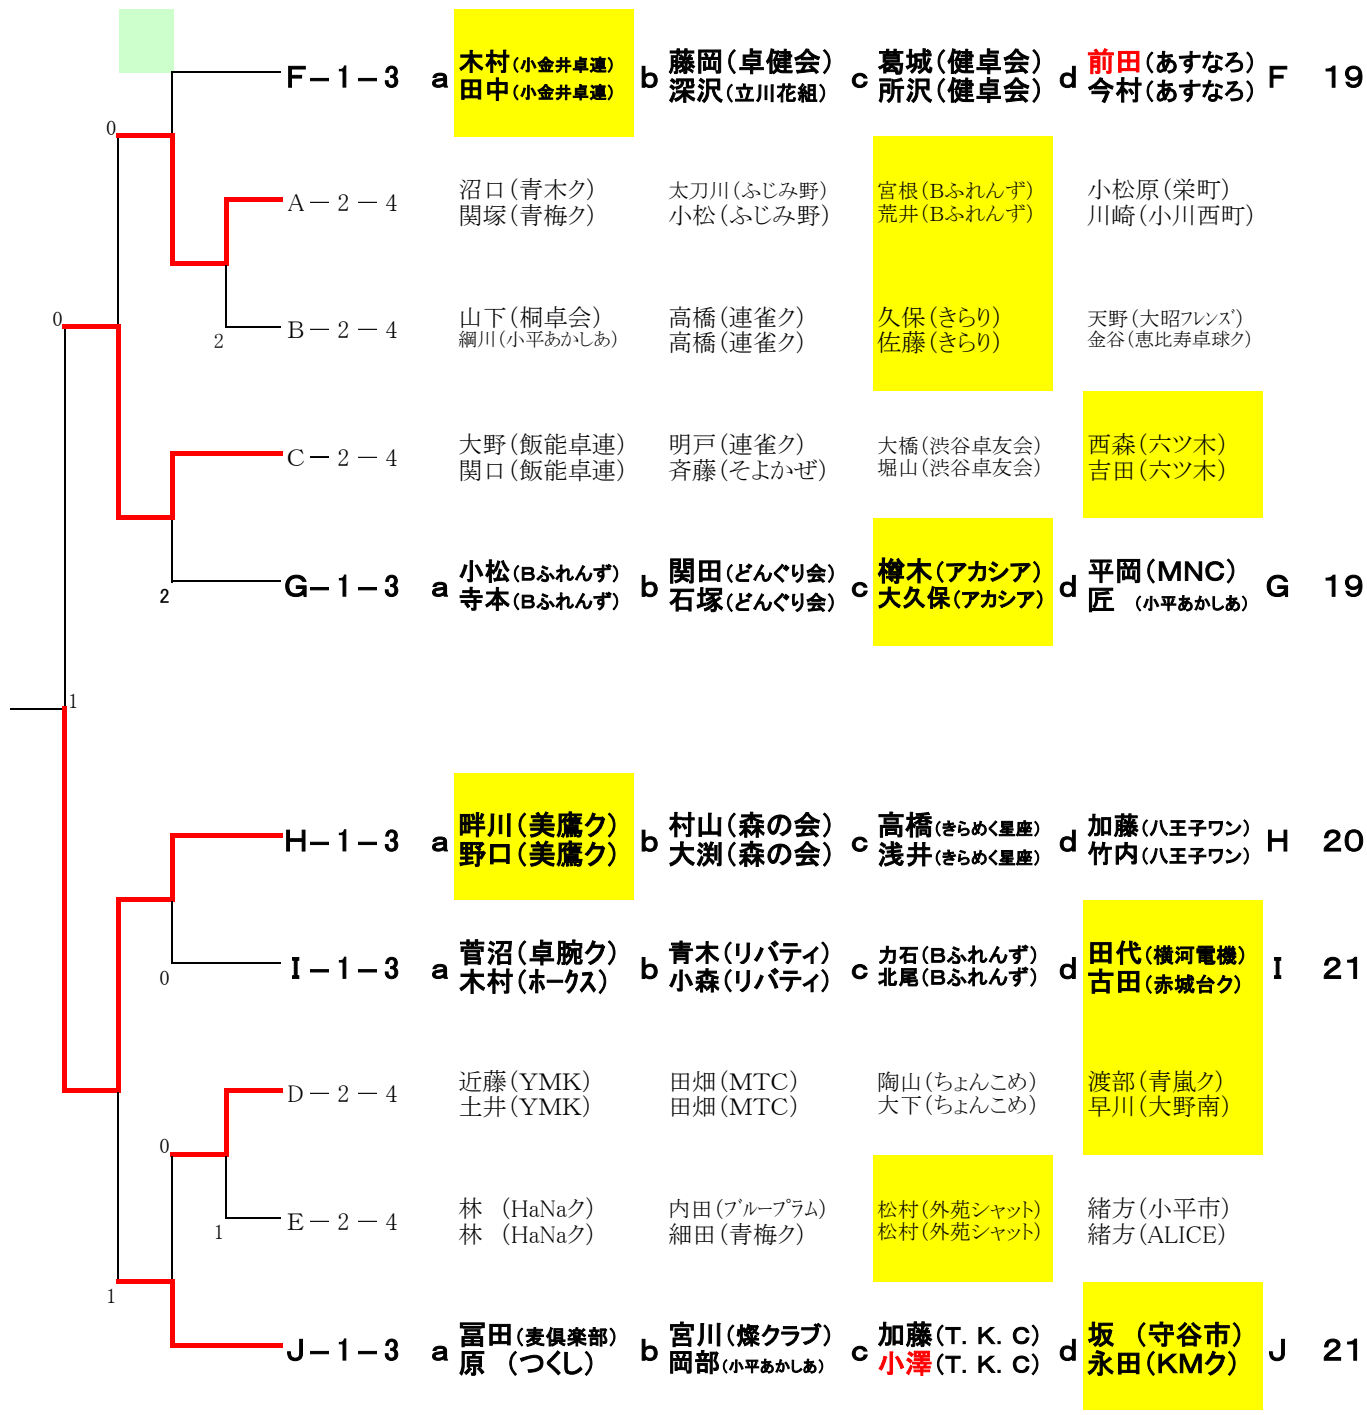 F－1－3 a 木村（小金井卓連） b 藤岡（卓健会） c 葛城（健卓会） d 前田（あすなろ） F 19
田中（小金井卓連） 深沢（立川花組） 所沢（健卓会） 今村（あすなろ）
0
A－2－4 沼口（青木ク） 太刀川（ふじみ野） 宮根（Bふれんず） 小松原（栄町）
関塚（青梅ク） 小松（ふじみ野） 荒井（Bふれんず） 川崎（小川西町）
0
B－2－4 山下（桐卓会） 高橋（連雀ク） 久保（きらり） 天野（大昭フレンズ）
2 綱川（小平あかしあ） 高橋（連雀ク） 佐藤（きらり） 金谷（恵比寿卓球ク）
C－2－4 大野（飯能卓連） 明戸（連雀ク） 大橋（渋谷卓友会） 西森（六ツ木）
関口（飯能卓連） 斉藤（そよかぜ） 堀山（渋谷卓友会） 吉田（六ツ木）
G－1－3 a 小松（Bふれんず） b 関田（どんぐり会） c 樽木（アカシア） d 平岡（MNC） G 19
2 寺本（Bふれんず） 石塚（どんぐり会） 大久保（アカシア） 匠 （小平あかしあ）
1
H－1－3 a 畔川（美鷹ク） b 村山（森の会） c 高橋（きらめく星座） d 加藤（八王子ワン） H 20
野口（美鷹ク） 大渕（森の会） 浅井（きらめく星座） 竹内（八王子ワン）
I－1－3 a 菅沼（卓腕ク） b 青木（リバティ） c 力石（Bふれんず） d 田代（横河電機） I 21
0 木村（ホークス） 小森（リバティ） 北尾（Bふれんず） 古田（赤城台ク）
D－2－4 近藤（YMK） 田畑（MTC） 陶山（ちょんこめ） 渡部（青嵐ク）
土井（YMK） 田畑（MTC） 大下（ちょんこめ） 早川（大野南）
0
E－2－4 林 （HaNaク） 内田（ブループラム） 松村（外苑シャット） 緒方（小平市）
1 林 （HaNaク） 細田（青梅ク） 松村（外苑シャット） 緒方（ALICE）
1
J－1－3 a 冨田（麦倶楽部） b 宮川（燦クラブ） c 加藤（T．K．C） d 坂 （守谷市） J 21
原 （つくし） 岡部（小平あかしあ） 小澤（T．K．C） 永田（KMク）